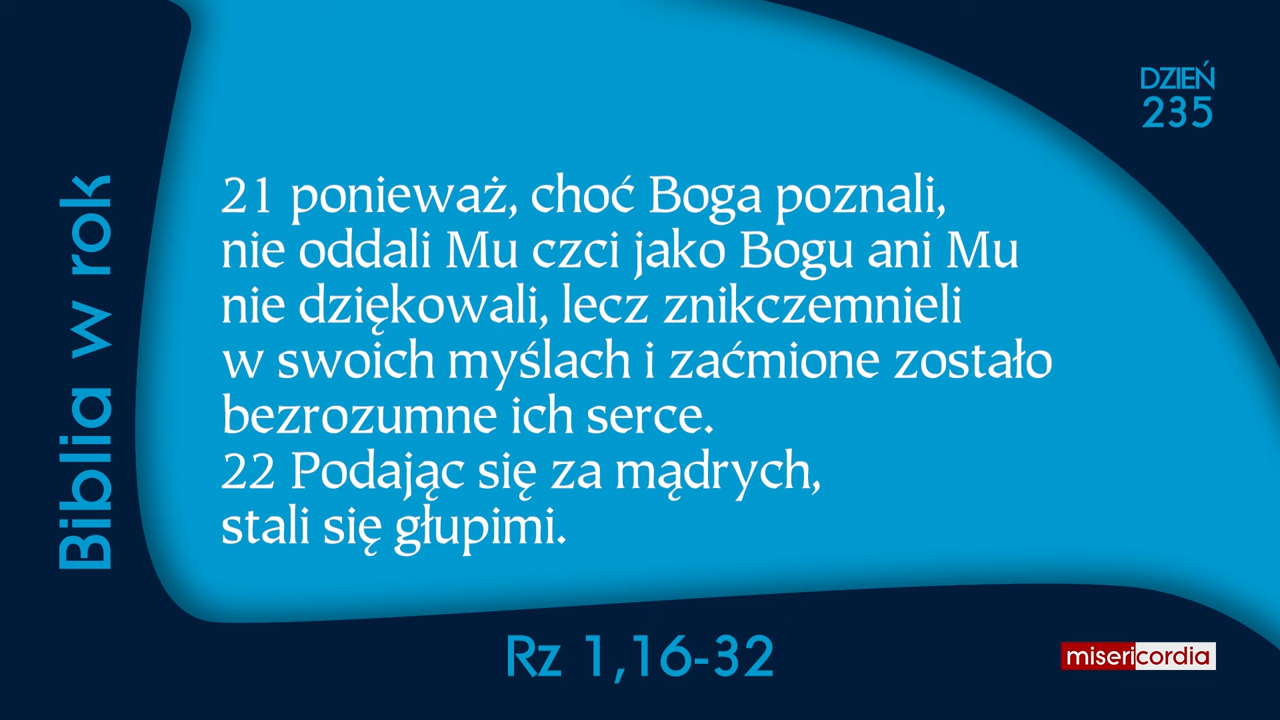 DZIEŃ
235
Biblia w rok
21 ponieważ, choć Boga poznali,
nie oddali Mu czci jako Bogu ani Mu
nie dziękowali, lecz znikczemnieli
w swoich myślach i zaćmione zostało
bezrozumne ich serce.
22 Podając się za mądrych,
stali się głupimi.
Rz 1,16-32
misericordia